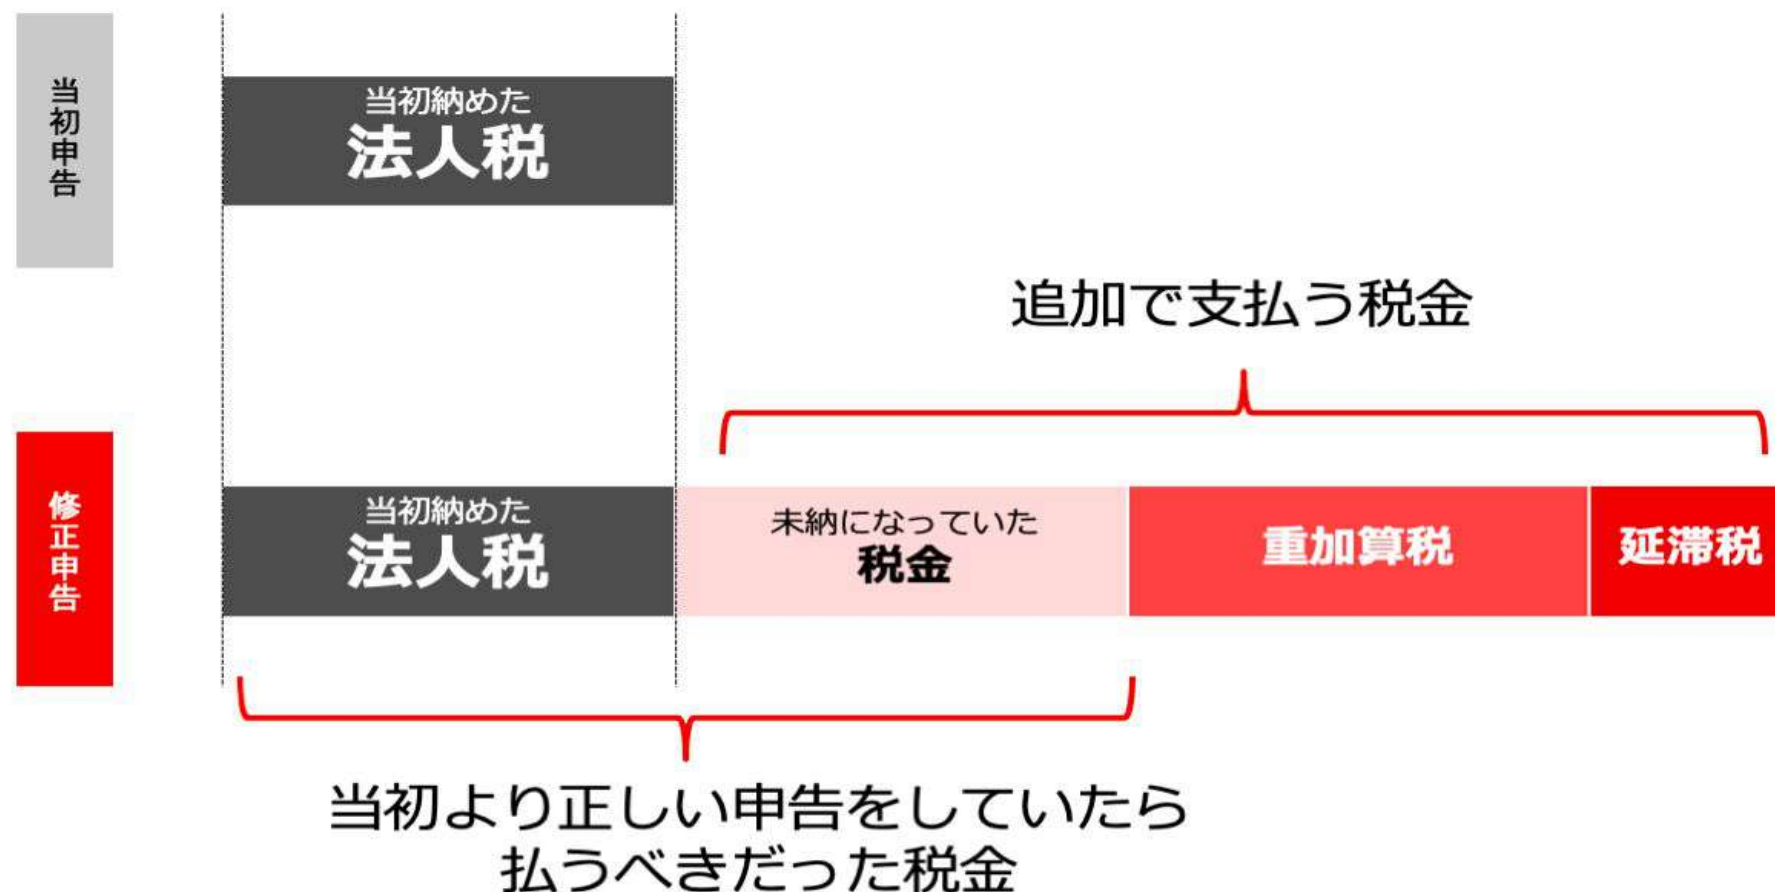 当初申告
当初納めた
法人税
追加で支払う税金
修正申告
当初納めた
法人税
未納になっていた
税金
重加算税
延滞税
当初より正しい申告をしていたら
払うべきだった税金